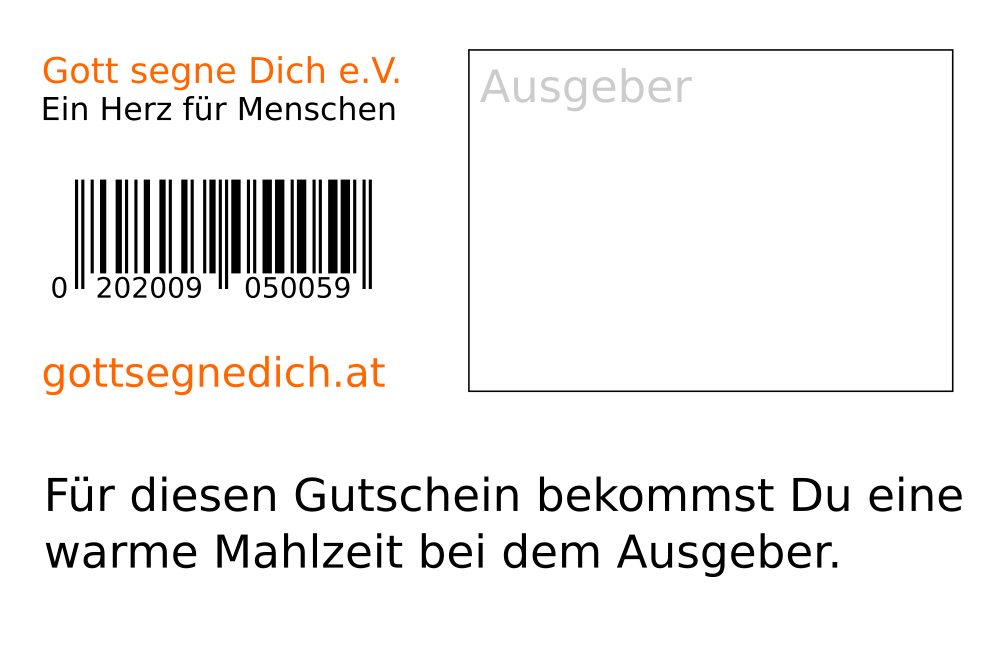 Gott segne Dich e.V.
Ein Herz für Menschen
Ausgeber
0 202009 050059
gottsegnedich.at
Für diesen Gutschein bekommst Du eine
warme Mahlzeit bei dem Ausgeber.